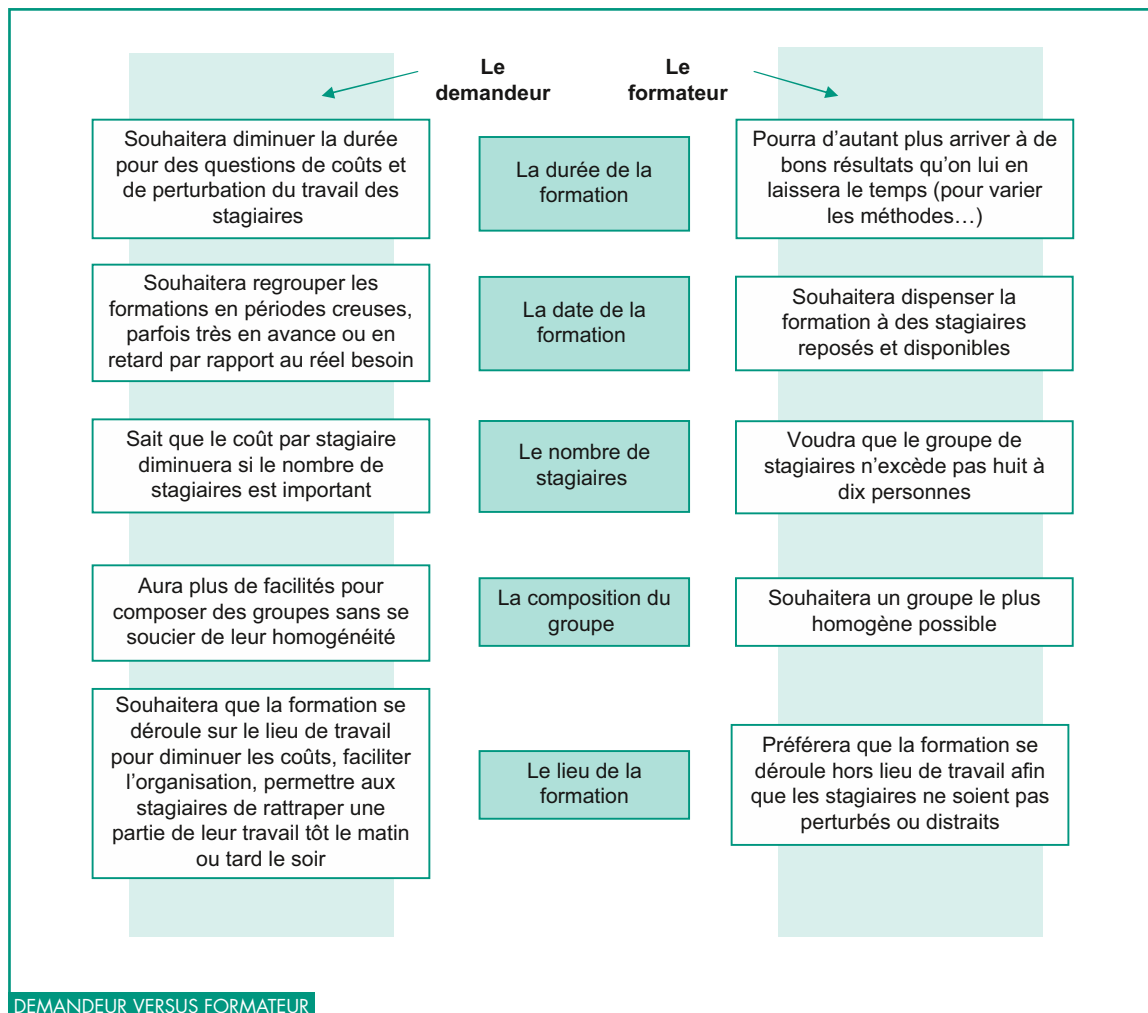 Le
demandeur
Le
formateur
Souhaitera diminuer la durée
pour des questions de coûts et
de perturbation du travail des
stagiaires
La durée de la
formation
Pourra d'autant plus arriver à de
bons résultats qu'on lui en
laissera le temps (pour varier
les méthodes…)
Souhaitera regrouper les
formations en périodes creuses,
parfois très en avance ou en
retard par rapport au réel besoin
La date de la
formation
Souhaitera dispenser la
formation à des stagiaires
reposés et disponibles
Sait que le coût par stagiaire
diminuera si le nombre de
stagiaires est important
Le nombre de
stagiaires
Voudra que le groupe de
stagiaires n’excède pas huit à
dix personnes
Aura plus de facilités pour
composer des groupes sans se
soucier de leur homogénéité
La composition du
groupe
Souhaitera un groupe le plus
homogène possible
Souhaitera que la formation se
déroule sur le lieu de travail
pour diminuer les coûts, faciliter
l’organisation, permettre aux
stagiaires de rattraper une
partie de leur travail tôt le matin
ou tard le soir
Le lieu de la
formation
Préférera que la formation se
déroule hors lieu de travail afin
que les stagiaires ne soient pas
perturbés ou distraits
DEMANDEUR VERSUS FORMATEUR